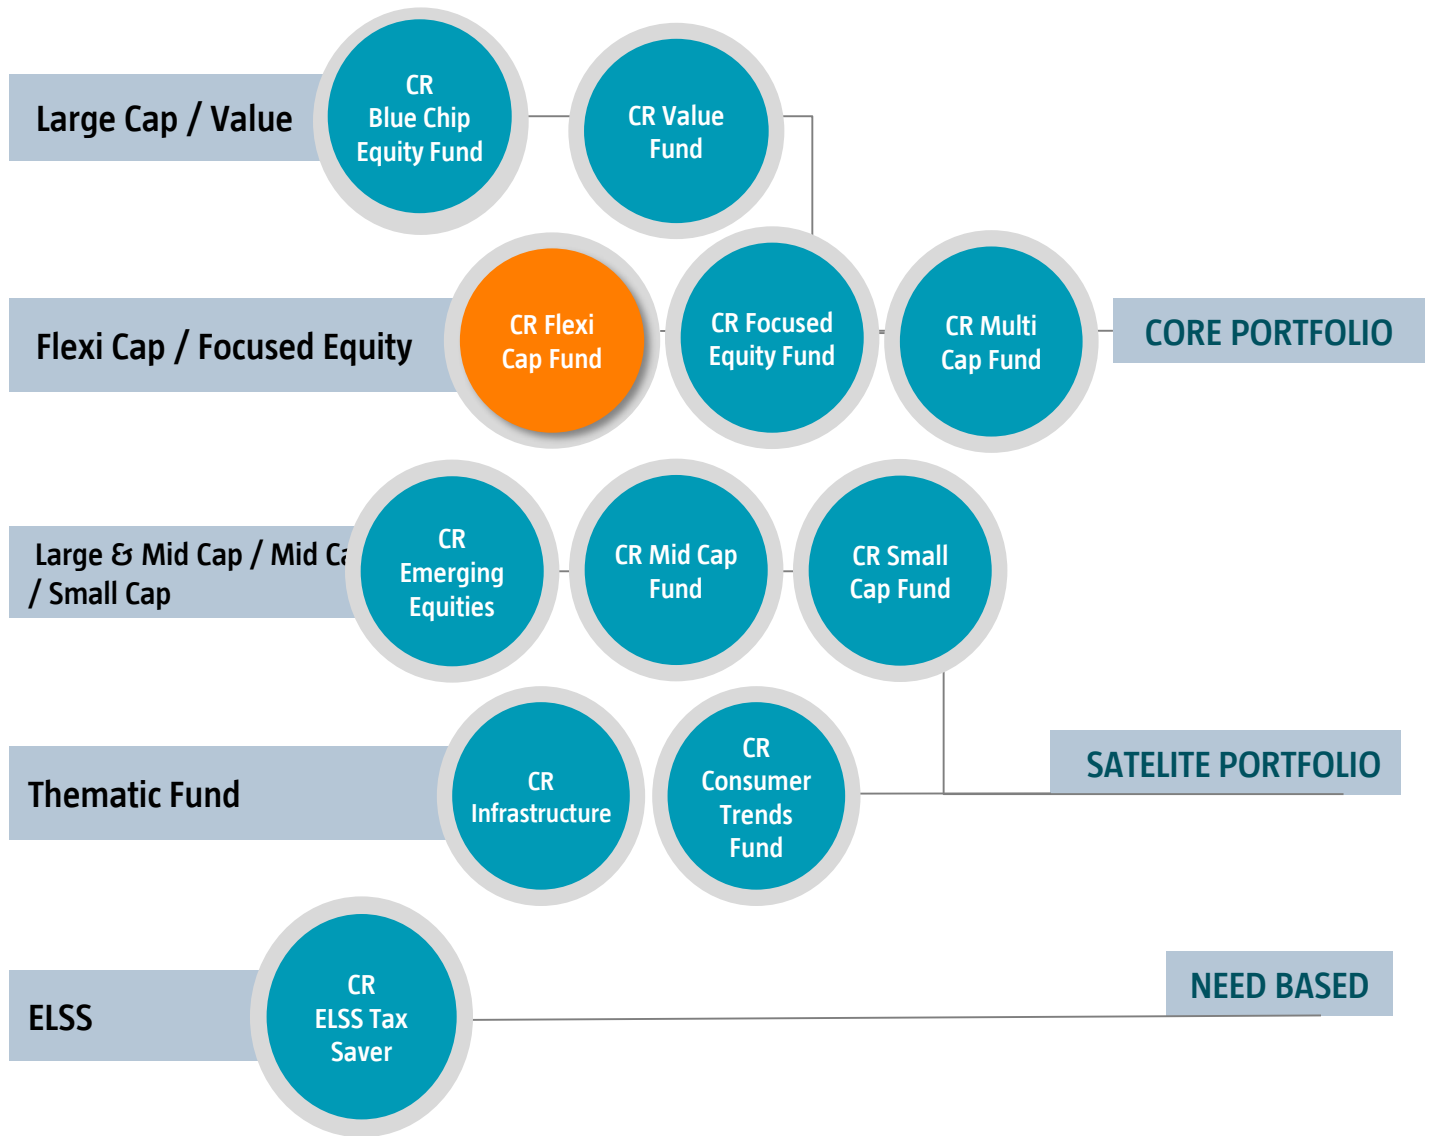 Large Cap / Value
CR
Blue Chip
Equity Fund
CR Value
Fund
Flexi Cap / Focused Equity
CR Flexi
Cap Fund
CR Focused
Equity Fund
CR Multi
Cap Fund
CORE PORTFOLIO
Large & Mid Cap / Mid Ca
/ Small Cap
CR
Emerging
Equities
CR Mid Cap
Fund
CR Small
Cap Fund
Thematic Fund
CR
Infrastructure
CR
Consumer
Trends
Fund
SATELITE PORTFOLIO
ELSS
CR
ELSS Tax
Saver
NEED BASED